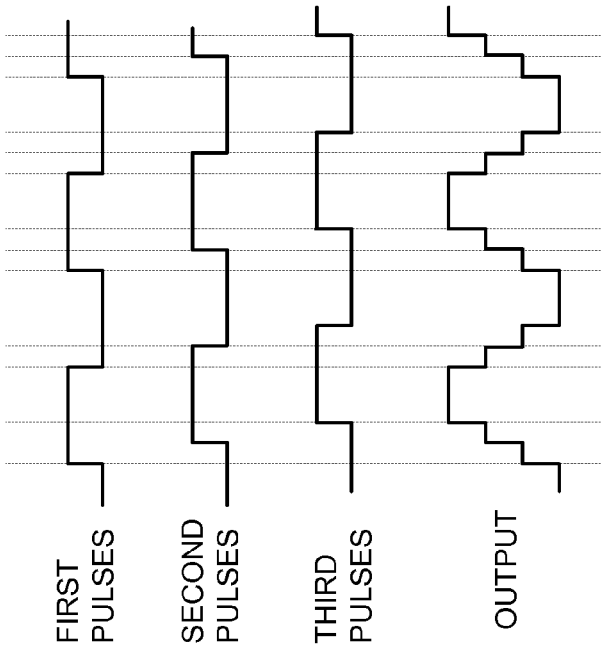 FIRST
PULSES
SECOND
PULSES
THIRD
PULSES
OUTPUT